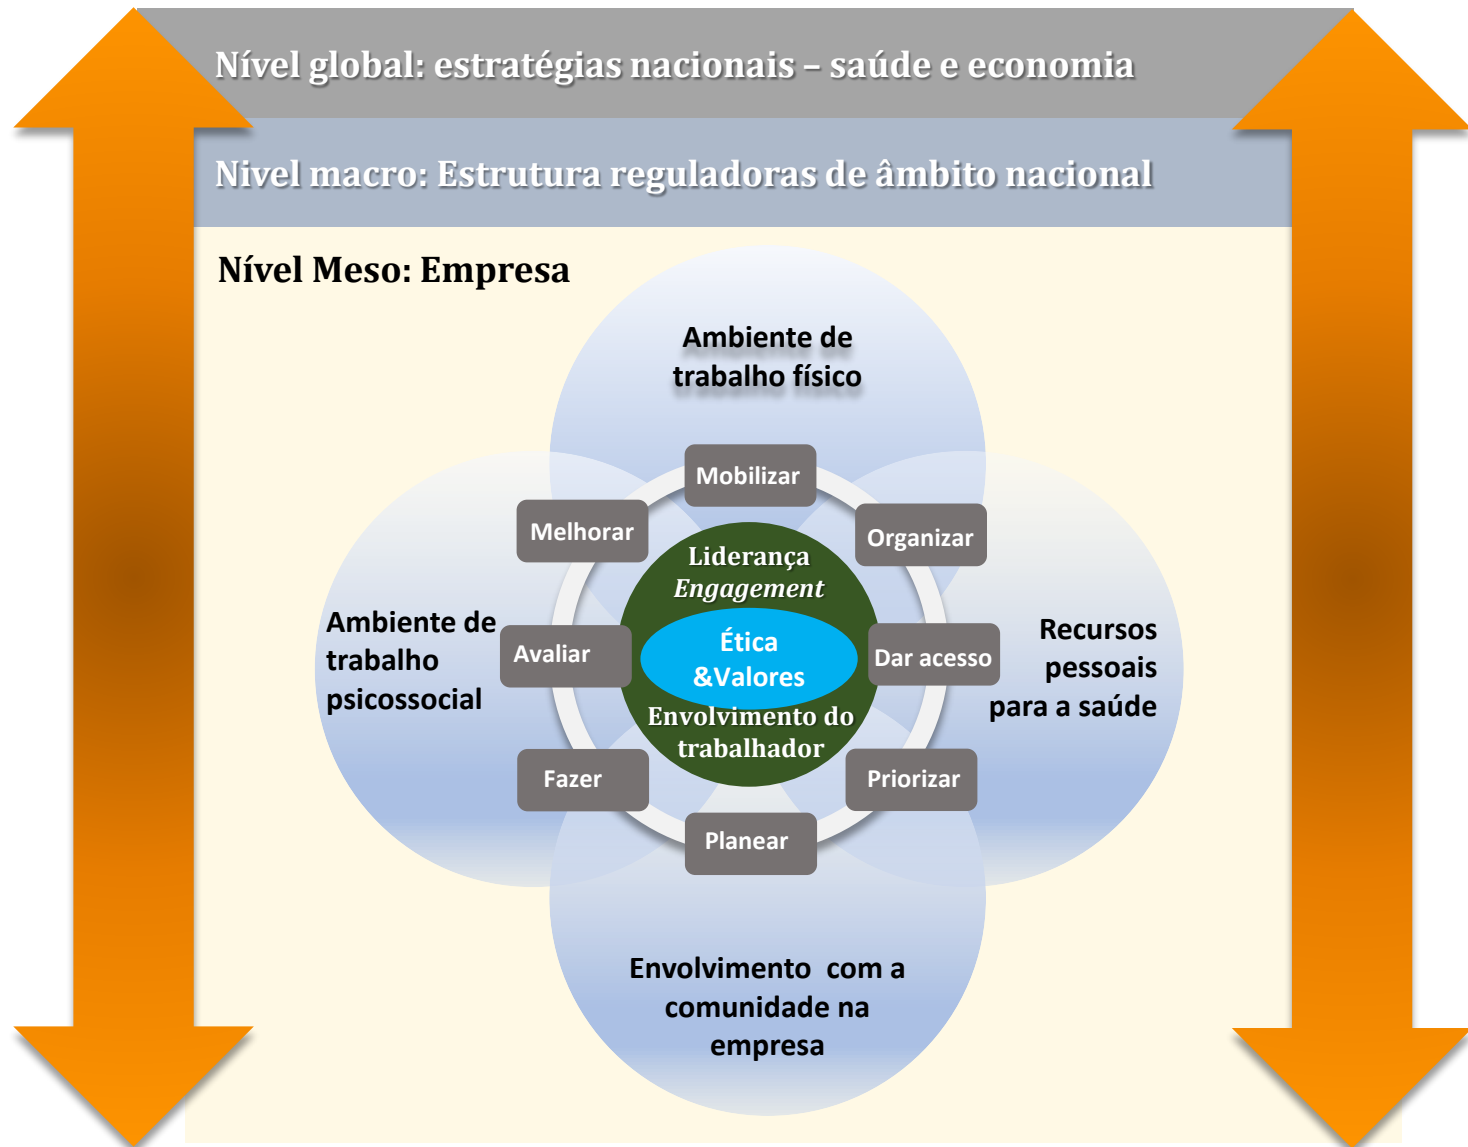 Nível global: estratégias nacionais – saúde e economia
Nivel macro: Estrutura reguladoras de âmbito nacional
Nível Meso: Empresa
Ambiente de
trabalho físico
Mobilizar
Melhorar
Organizar
Liderança
Engagement
Ambiente de
trabalho
psicossocial
Avaliar
Ética
&Valores
Dar acesso
Recursos
pessoais
para a saúde
Envolvimento do
trabalhador
Fazer
Priorizar
Planear
Envolvimento com a
comunidade na
empresa